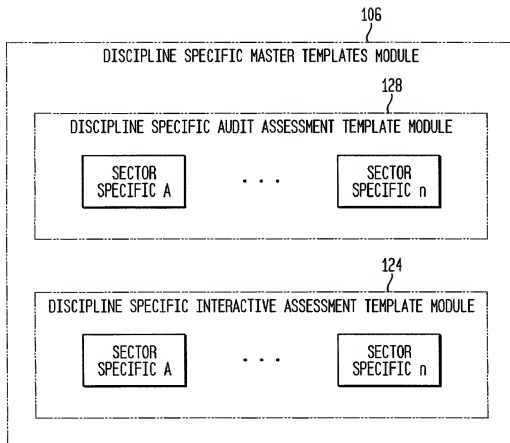 106
DISCIPLINE SPECIFIC MASTER TEMPLATES MODULE
128
DISCIPLINE SPECIFIC AUDIT ASSESSMENT TEMPLATE MODULE
SECTOR
SPECIFIC A
. . .
SECTOR
SPECIFIC n
124
DISCIPLINE SPECIFIC INTERACTIVE ASSESSMENT TEMPLATE MODULE
SECTOR
SPECIFIC A
. . .
SECTOR
SPECIFIC n